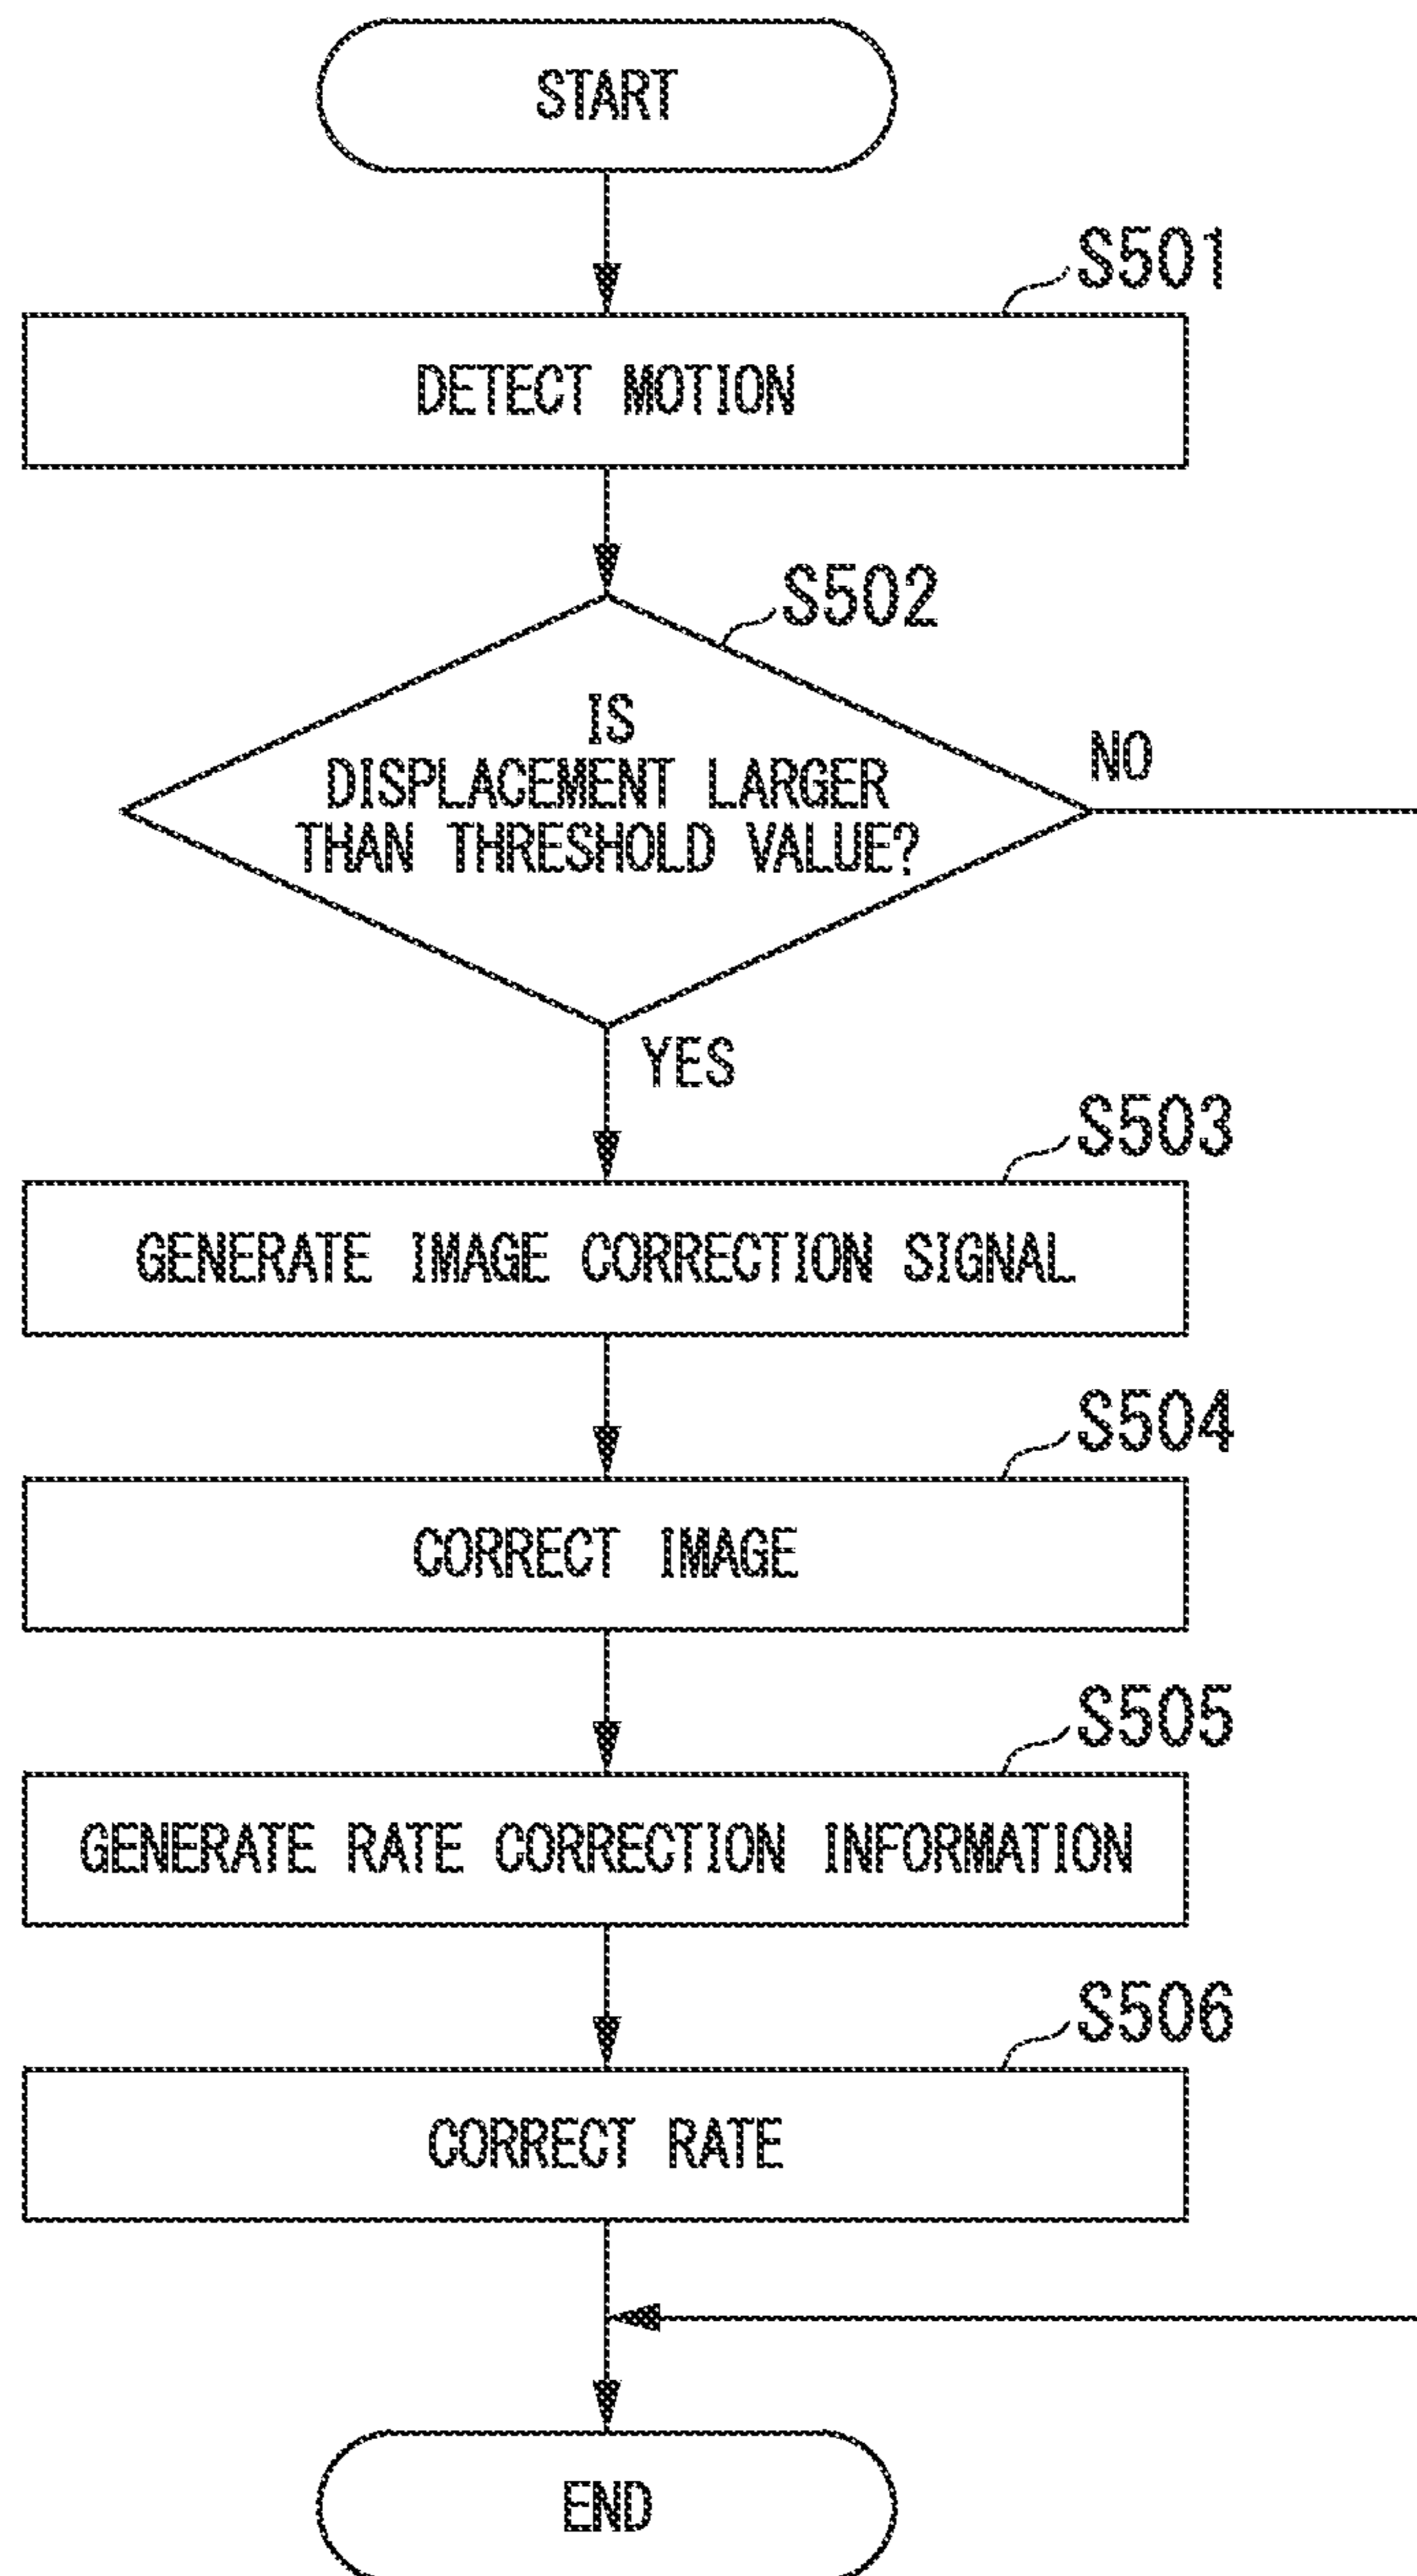 START
S501
DETECT MOTION
S502
IS
DISPLACEMENT LARGER
THAN THRESHOLD VALUE?
NO
YES
S503
GENERATE IMAGE CORRECTION SIGNAL
S504
CORRECT IMAGE
S505
GENERATE RATE CORRECTION INFORMATION
S506
CORRECT RATE
END